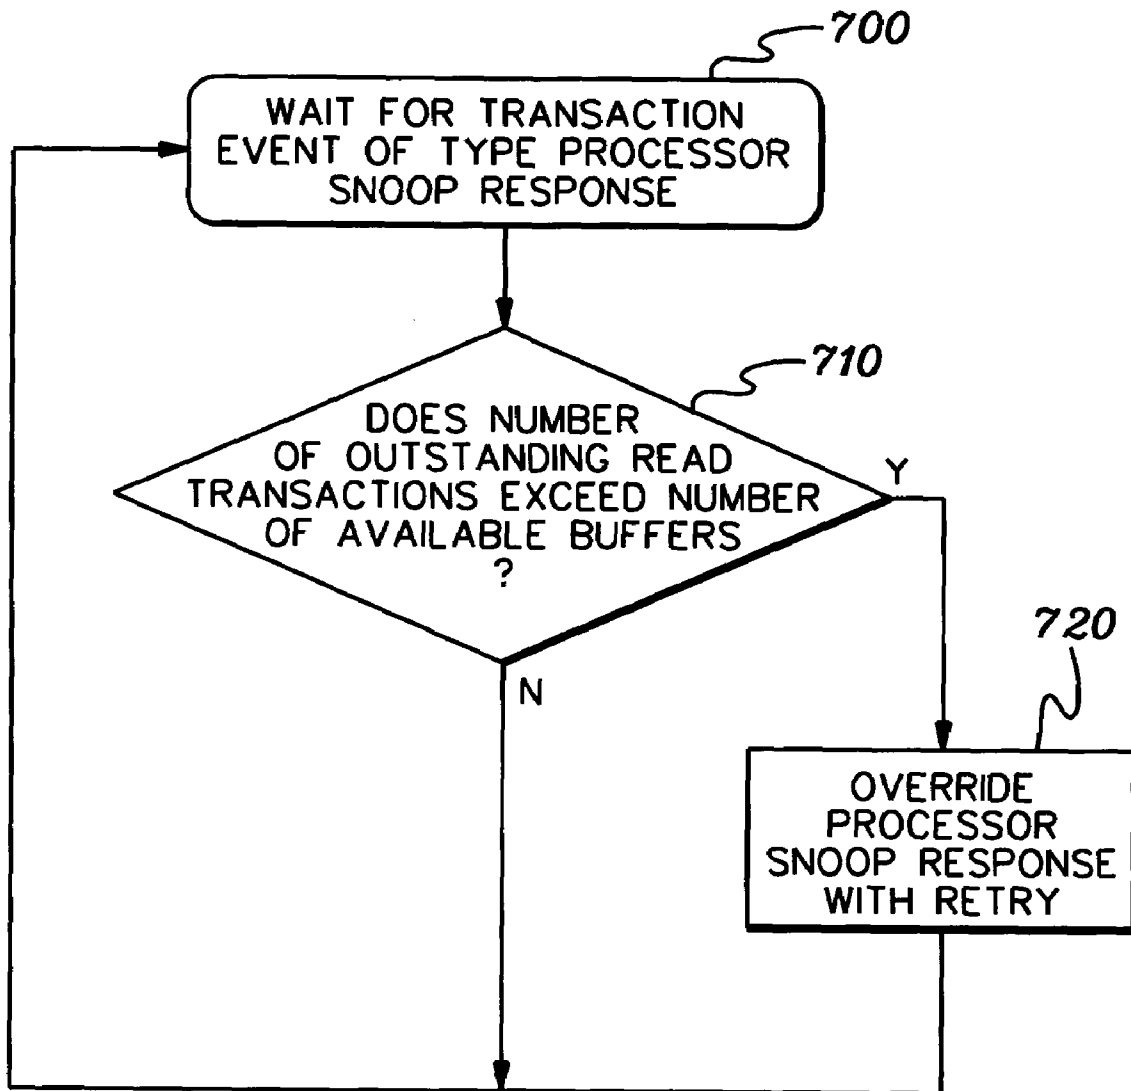 700
WAIT FOR TRANSACTION
EVENT OF TYPE PROCESSOR
SNOOP RESPONSE
710
DOES NUMBER
OF OUTSTANDING READ
TRANSACTIONS EXCEED NUMBER
OF AVAILABLE BUFFERS
?
Y
N
720
OVERRIDE
PROCESSOR
SNOOP RESPONSE
WITH RETRY